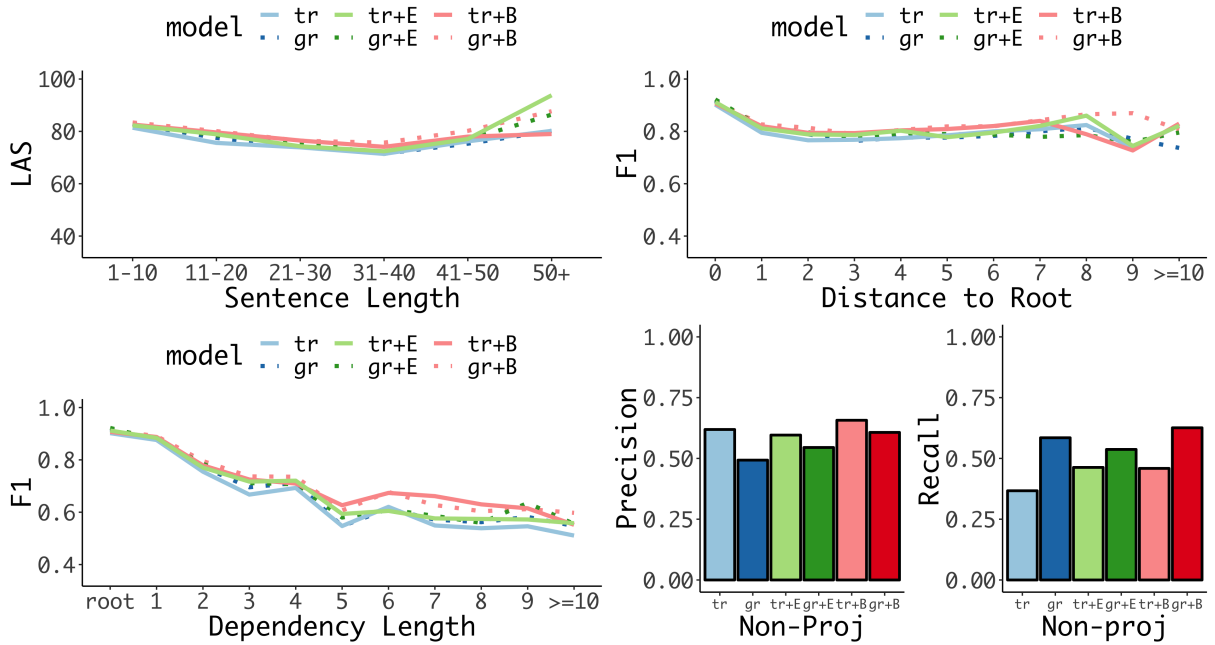 model tr tr+E tr+B
gr gr+E gr+B
LAS
100
80
60
40
1-10 11-20 21-30 31-40 41-50 50+
Sentence Length
model tr tr+E tr+B
gr gr+E gr+B
F1
1.0
0.8
0.6
0.4
0 1 2 3 4 5 6 7 8 9 >=10
Distance to Root
model tr tr+E tr+B
gr gr+E gr+B
F1
1.0
0.8
0.6
0.4
root 1 2 3 4 5 6 7 8 9 >=10
Dependency Length
Precision
1.00
0.75
0.50
0.25
0.00
tr gr tr+E gr+E tr+B gr+B
Non-Proj
Recall
1.00
0.75
0.50
0.25
0.00
tr gr tr+E gr+E tr+B gr+B
Non-proj